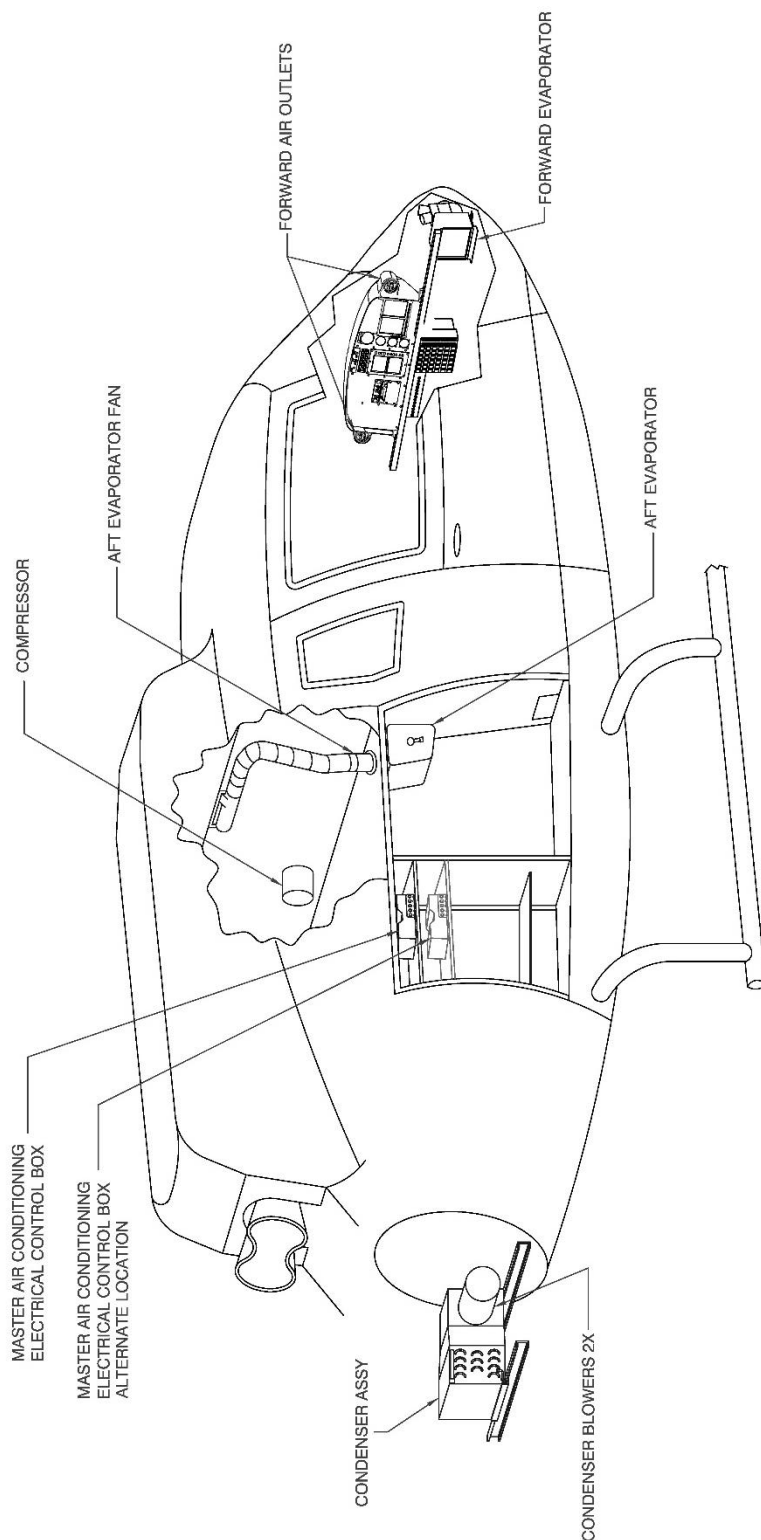 MASTER AIR CONDITIONING
ELECTRICAL CONTROL BOX
MASTER AIR CONDITIONING
ELECTRICAL CONTROL BOX
ALTERNATE LOCATION
COMPRESSOR
AFT EVAPORATOR FAN
FORWARD AIR OUTLETS
CONDENSER ASSY
CONDENSER BLOWERS 2X
AFT EVAPORATOR
FORWARD EVAPORATOR